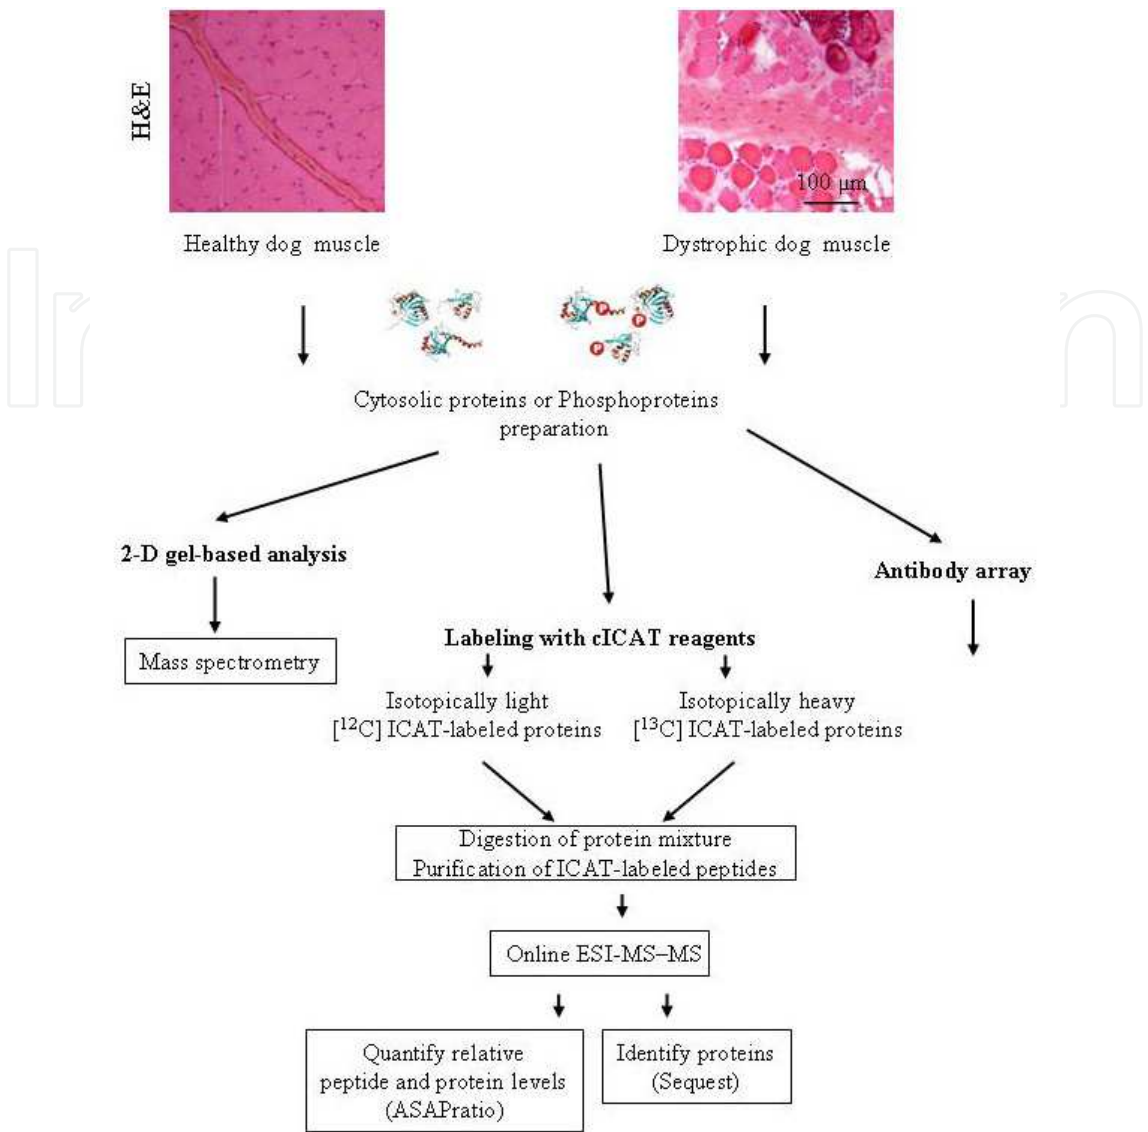 H&E
100 µm
Healthy dog muscle
Dystrophic dog muscle
P
P
P
Cytosolic proteins or Phosphoproteins
preparation
2-D gel-based analysis
Antibody array
Mass spectrometry
Labeling with cICAT reagents
Isotopically light
[¹²C] ICAT-labeled proteins
Isotopically heavy
[¹³C] ICAT-labeled proteins
Digestion of protein mixture
Purification of ICAT-labeled peptides
Online ESI-MS–MS
Quantify relative
peptide and protein levels
(ASAPratio)
Identify proteins
(Sequest)